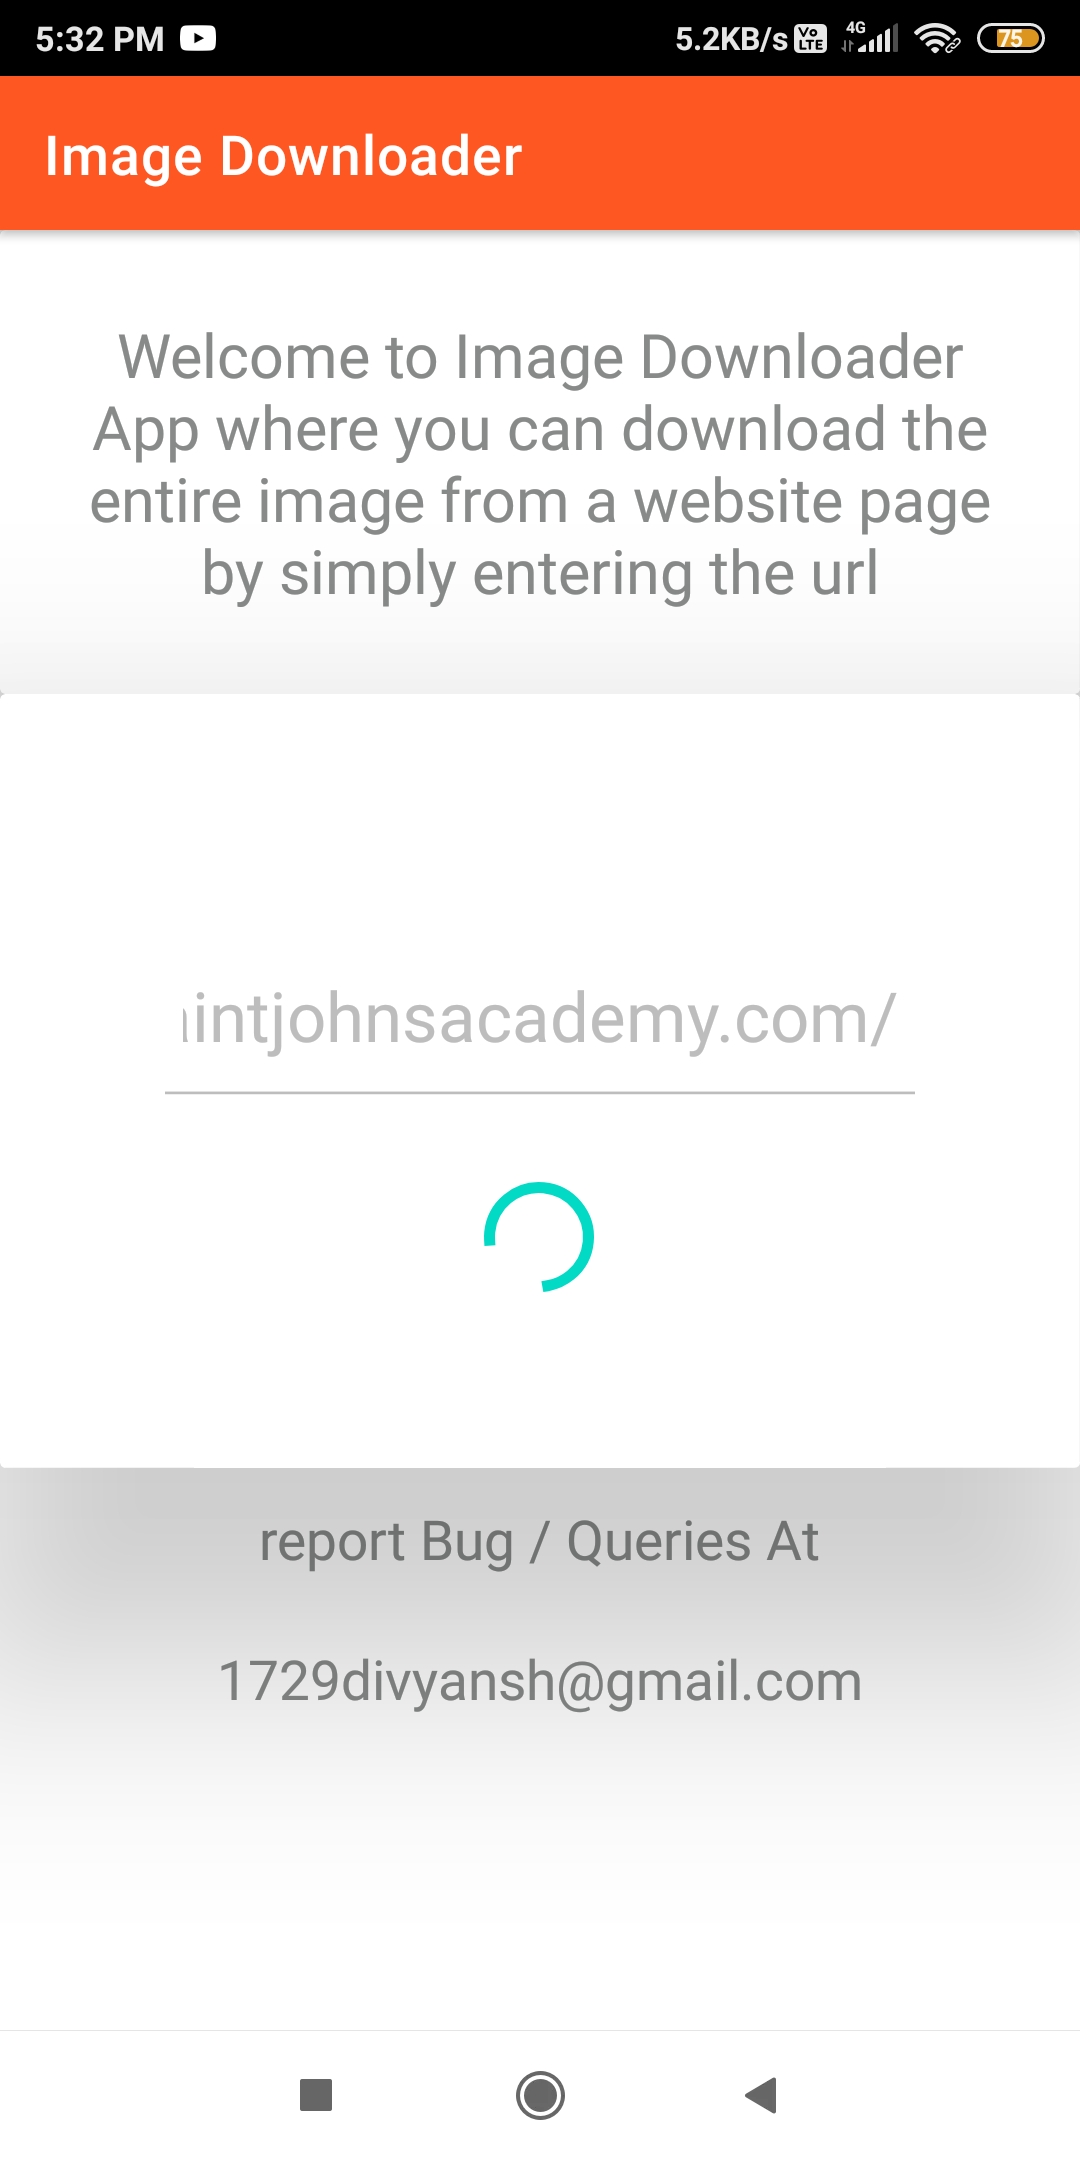 5:32 PM
5.2KB/s Vo LTE 4G 75
Image Downloader
Welcome to Image Downloader
App where you can download the
entire image from a website page
by simply entering the url
intjohnsacademy.com/
report Bug / Queries At
1729divyansh@gmail.com